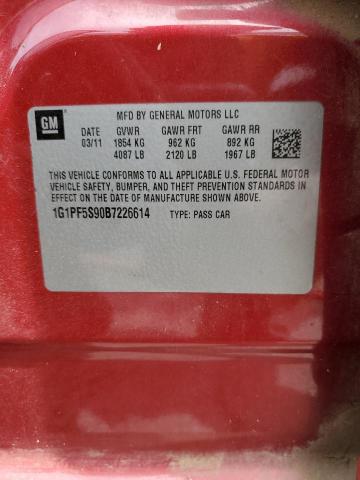 GM
MFD BY GENERAL MOTORS LLC
DATE GVWR GAWR FRT GAWR RR
03/11 1854 KG 962 KG 892 KG
4087 LB 2120 LB 1967 LB
THIS VEHICLE CONFORMS TO ALL APPLICABLE U.S. FEDERAL MOTOR
VEHICLE SAFETY, BUMPER, AND THEFT PREVENTION STANDARDS IN
EFFECT ON THE DATE OF MANUFACTURE SHOWN ABOVE.
1G1PF5S90B7226614 TYPE: PASS CAR